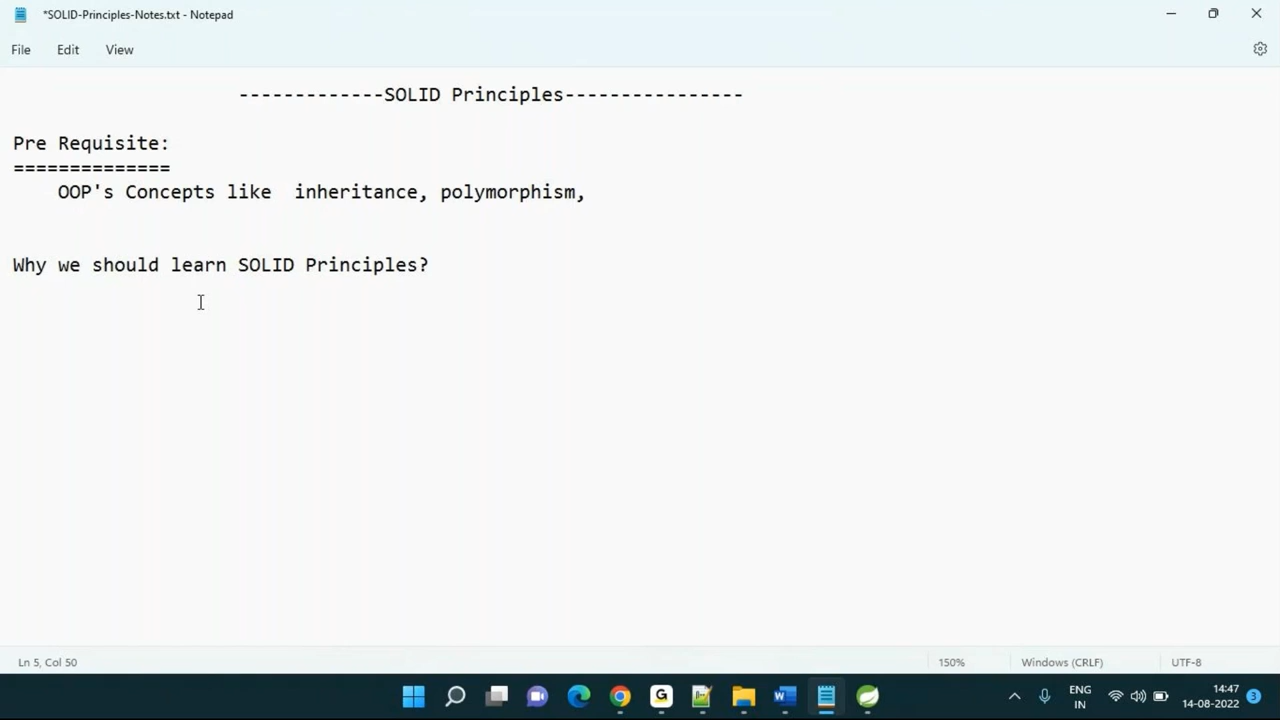 *SOLID-Principles-Notes.txt - Notepad
File Edit View
-------------SOLID Principles----------------
Pre Requisite:
==============
OOP's Concepts like  inheritance, polymorphism,
Why we should learn SOLID Principles?
Ln 5, Col 50 150% Windows (CRLF) UTF-8
ENG
IN
14:47
14-08-2022
3